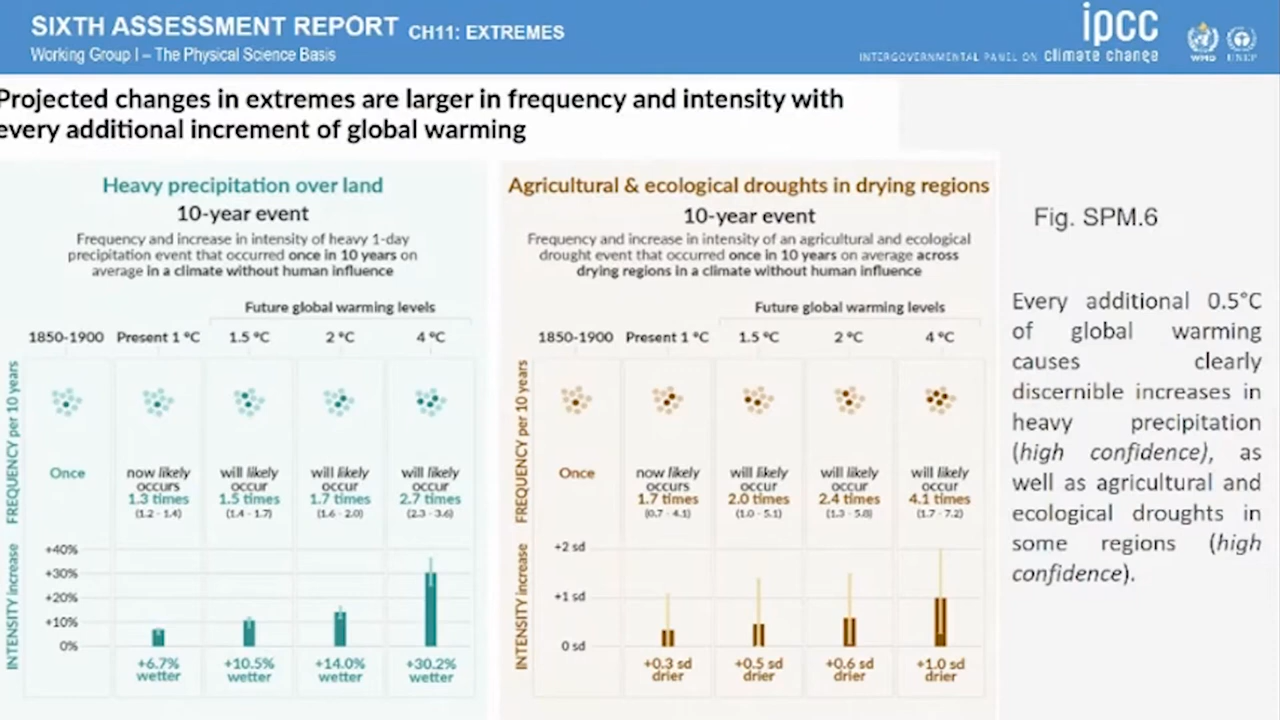 SIXTH ASSESSMENT REPORT CH11: EXTREMES
Working Group I – The Physical Science Basis
ipcc
INTERGOVERNMENTAL PANEL ON climate change
WMO UNEP
Projected changes in extremes are larger in frequency and intensity with
every additional increment of global warming
Heavy precipitation over land
10-year event
Frequency and increase in intensity of heavy 1-day
precipitation event that occurred once in 10 years on
average in a climate without human influence
Future global warming levels
1850-1900 Present 1 °C 1.5 °C 2 °C 4 °C
FREQUENCY per 10 years
Once
now likely occurs 1.3 times (1.2 - 1.4)
will likely occur 1.5 times (1.4 - 1.7)
will likely occur 1.7 times (1.6 - 2.0)
will likely occur 2.7 times (2.3 - 3.6)
INTENSITY increase
+40%
+30%
+20%
+10%
0%
+6.7% wetter
+10.5% wetter
+14.0% wetter
+30.2% wetter
Agricultural & ecological droughts in drying regions
10-year event
Frequency and increase in intensity of an agricultural and ecological
drought event that occurred once in 10 years on average across
drying regions in a climate without human influence
Future global warming levels
1850-1900 Present 1 °C 1.5 °C 2 °C 4 °C
FREQUENCY per 10 years
Once
now likely occurs 1.7 times (0.7 - 4.1)
will likely occur 2.0 times (1.0 - 5.1)
will likely occur 2.4 times (1.3 - 5.8)
will likely occur 4.1 times (1.7 - 7.2)
INTENSITY increase
+2 sd
+1 sd
0 sd
+0.3 sd drier
+0.5 sd drier
+0.6 sd drier
+1.0 sd drier
Fig. SPM.6
Every additional 0.5°C
of global warming
causes clearly
discernible increases in
heavy precipitation
(high confidence), as
well as agricultural and
ecological droughts in
some regions (high
confidence).